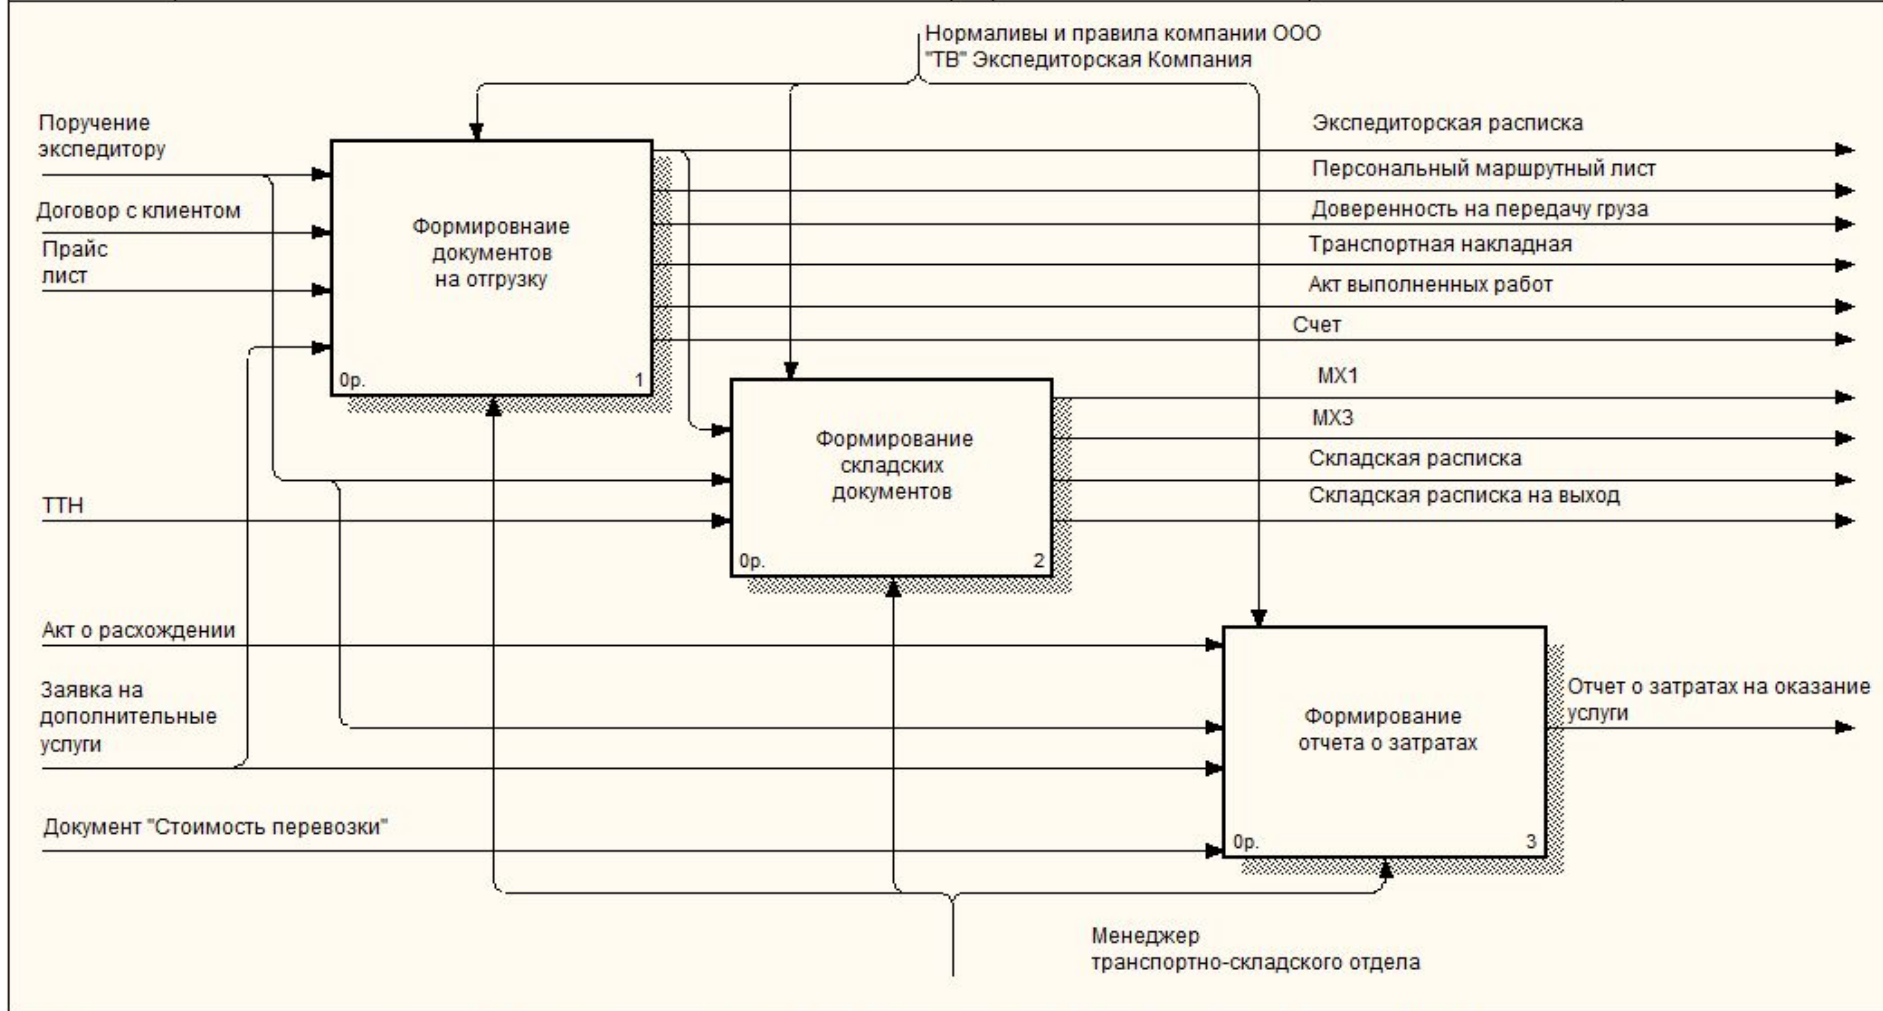 Нормаливы и правила компании ООО
"ТВ" Экспедиторская Компания
Поручение
экспедитору
Договор с клиентом
Прайс
лист
Формировнаие
документов
на отгрузку
0р.
1
Экспедиторская расписка
Персональный маршрутный лист
Доверенность на передачу груза
Транспортная накладная
Акт выполненных работ
Счет
МХ1
МХ3
Складская расписка
Складская расписка на выход
Формирование
складских
документов
0р.
2
ТТН
Акт о расхождении
Заявка на
дополнительные
услуги
Документ "Стоимость перевозки"
Формирование
отчета о затратах
0р.
3
Отчет о затратах на оказание
услуги
Менеджер
транспортно-складского отдела